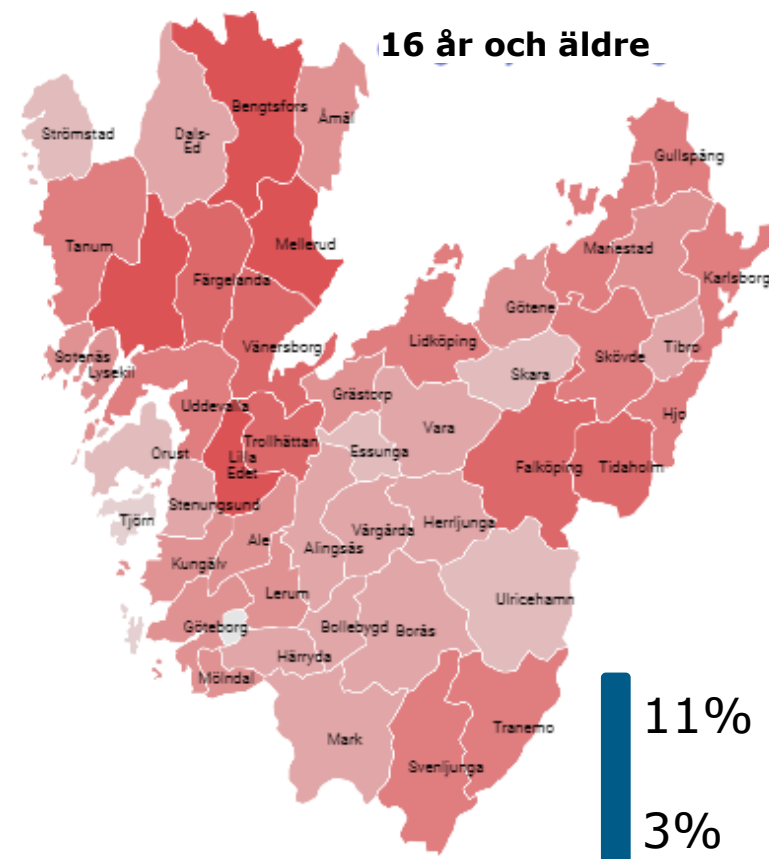 16 år och äldre
Bengtsfors
Åmål
Strömstad
Dals-
Ed
Gullspång
Tanum
Mellerud
Mariestad
Karlsborg
Färgelanda
Götene
Vänersborg
Lidköping
Tibro
Sotenäs
Skövde
Lysekil
Skara
Grästorp
Hjo
Uddevalla
Vara
Trollhättan
Orust
Lilla
Edet
Essunga
Falköping
Tidaholm
Stenungsund
Tjörn
Vårgårda
Herrljunga
Ale
Alingsås
Kungälv
Lerum
Ulricehamn
Göteborg
Bollebygd
Borås
Härryda
Mölndal
11%
Tranemo
Mark
Svenljunga
3%